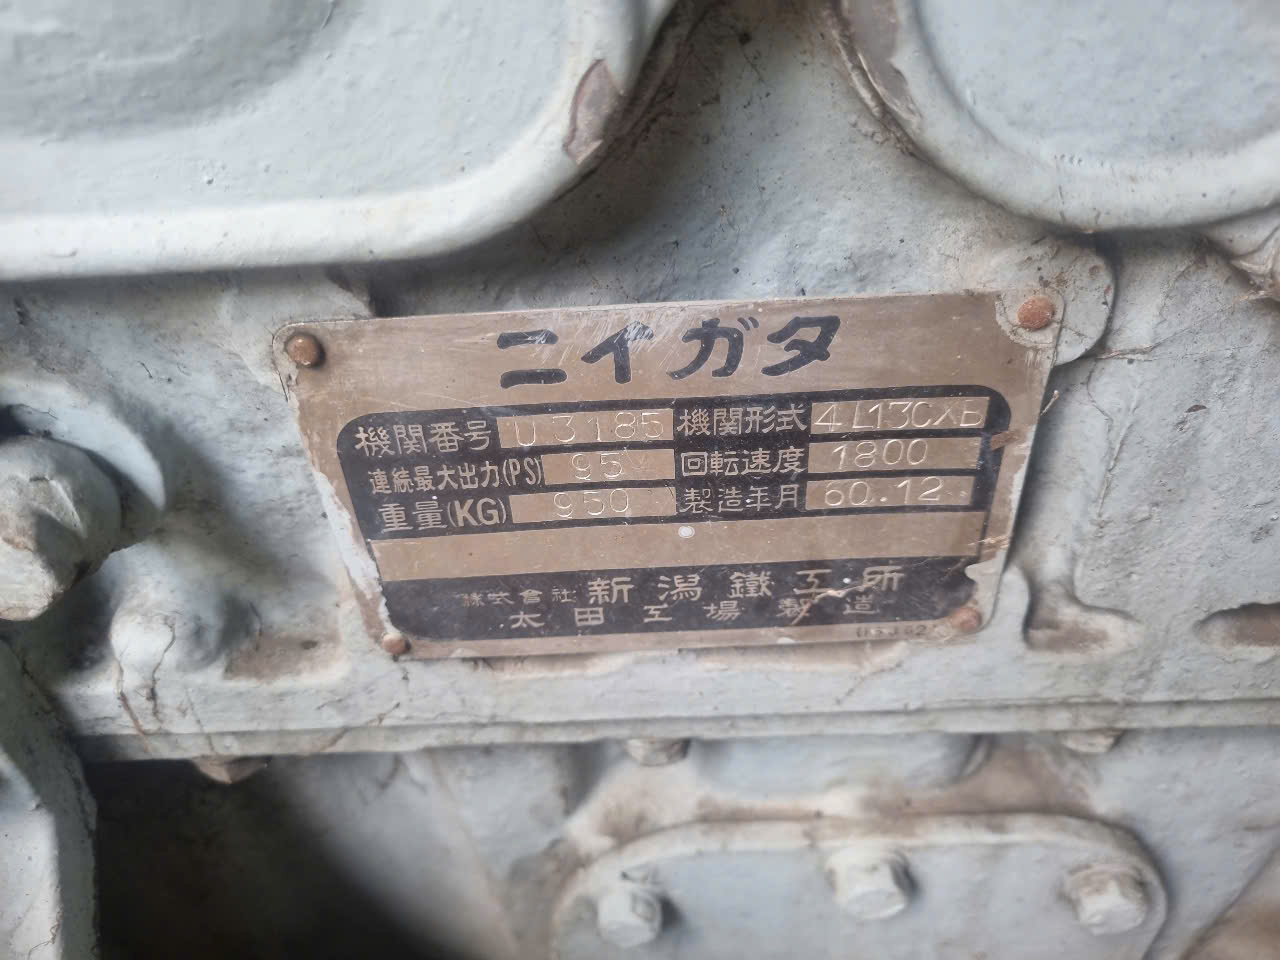 ニイガタ
機関番号 U3185 機関形式 4L13CXB
連続最大出力(PS) 95 回転速度 1800
重量(KG) 950 製造年月 60.12
株式會社 新潟鐵工所
太田工場製造